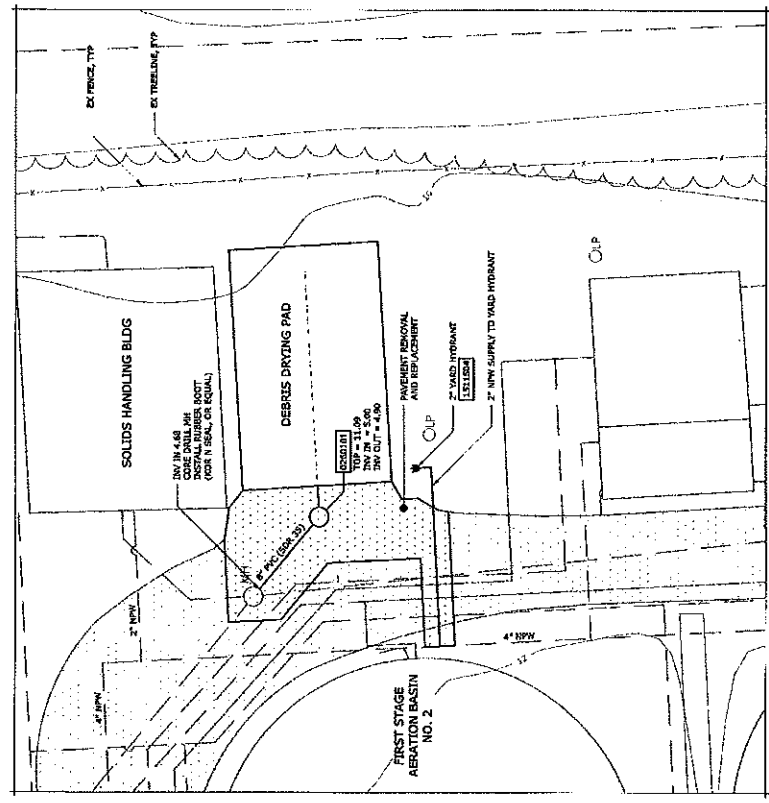 EX FENCE, TYP
EX TREELINE, TYP
SOLIDS HANDLING BLDG
INV IN 4.68
CORE DRILL MH
INSTALL RUBBER BOOT
(KOR N SEAL, OR EQUAL)
DEBRIS DRYING PAD
0260101
TOP = 11.09
INV IN = 5.00
INV OUT = 4.90
PAVEMENT REMOVAL
AND REPLACEMENT
2" YARD HYDRANT
1511504
2" NPW SUPPLY TO YARD HYDRANT
LP
LP
10
MH
8" PVC (SDR 35)
2" NPW
4" NPW
4" NPW
12
FIRST STAGE
AERATION BASIN
NO. 2